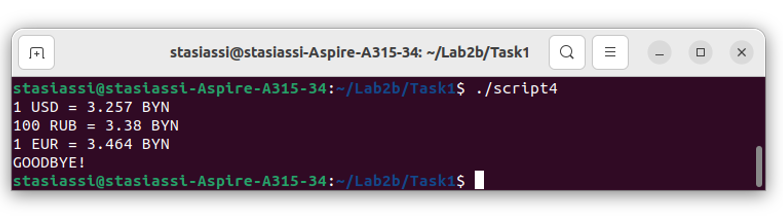 stasiassi@stasiassi-Aspire-A315-34: ~/Lab2b/Task1
stasiassi@stasiassi-Aspire-A315-34:~/Lab2b/Task1$ ./script4
1 USD = 3.257 BYN
100 RUB = 3.38 BYN
1 EUR = 3.464 BYN
GOODBYE!
stasiassi@stasiassi-Aspire-A315-34:~/Lab2b/Task1$